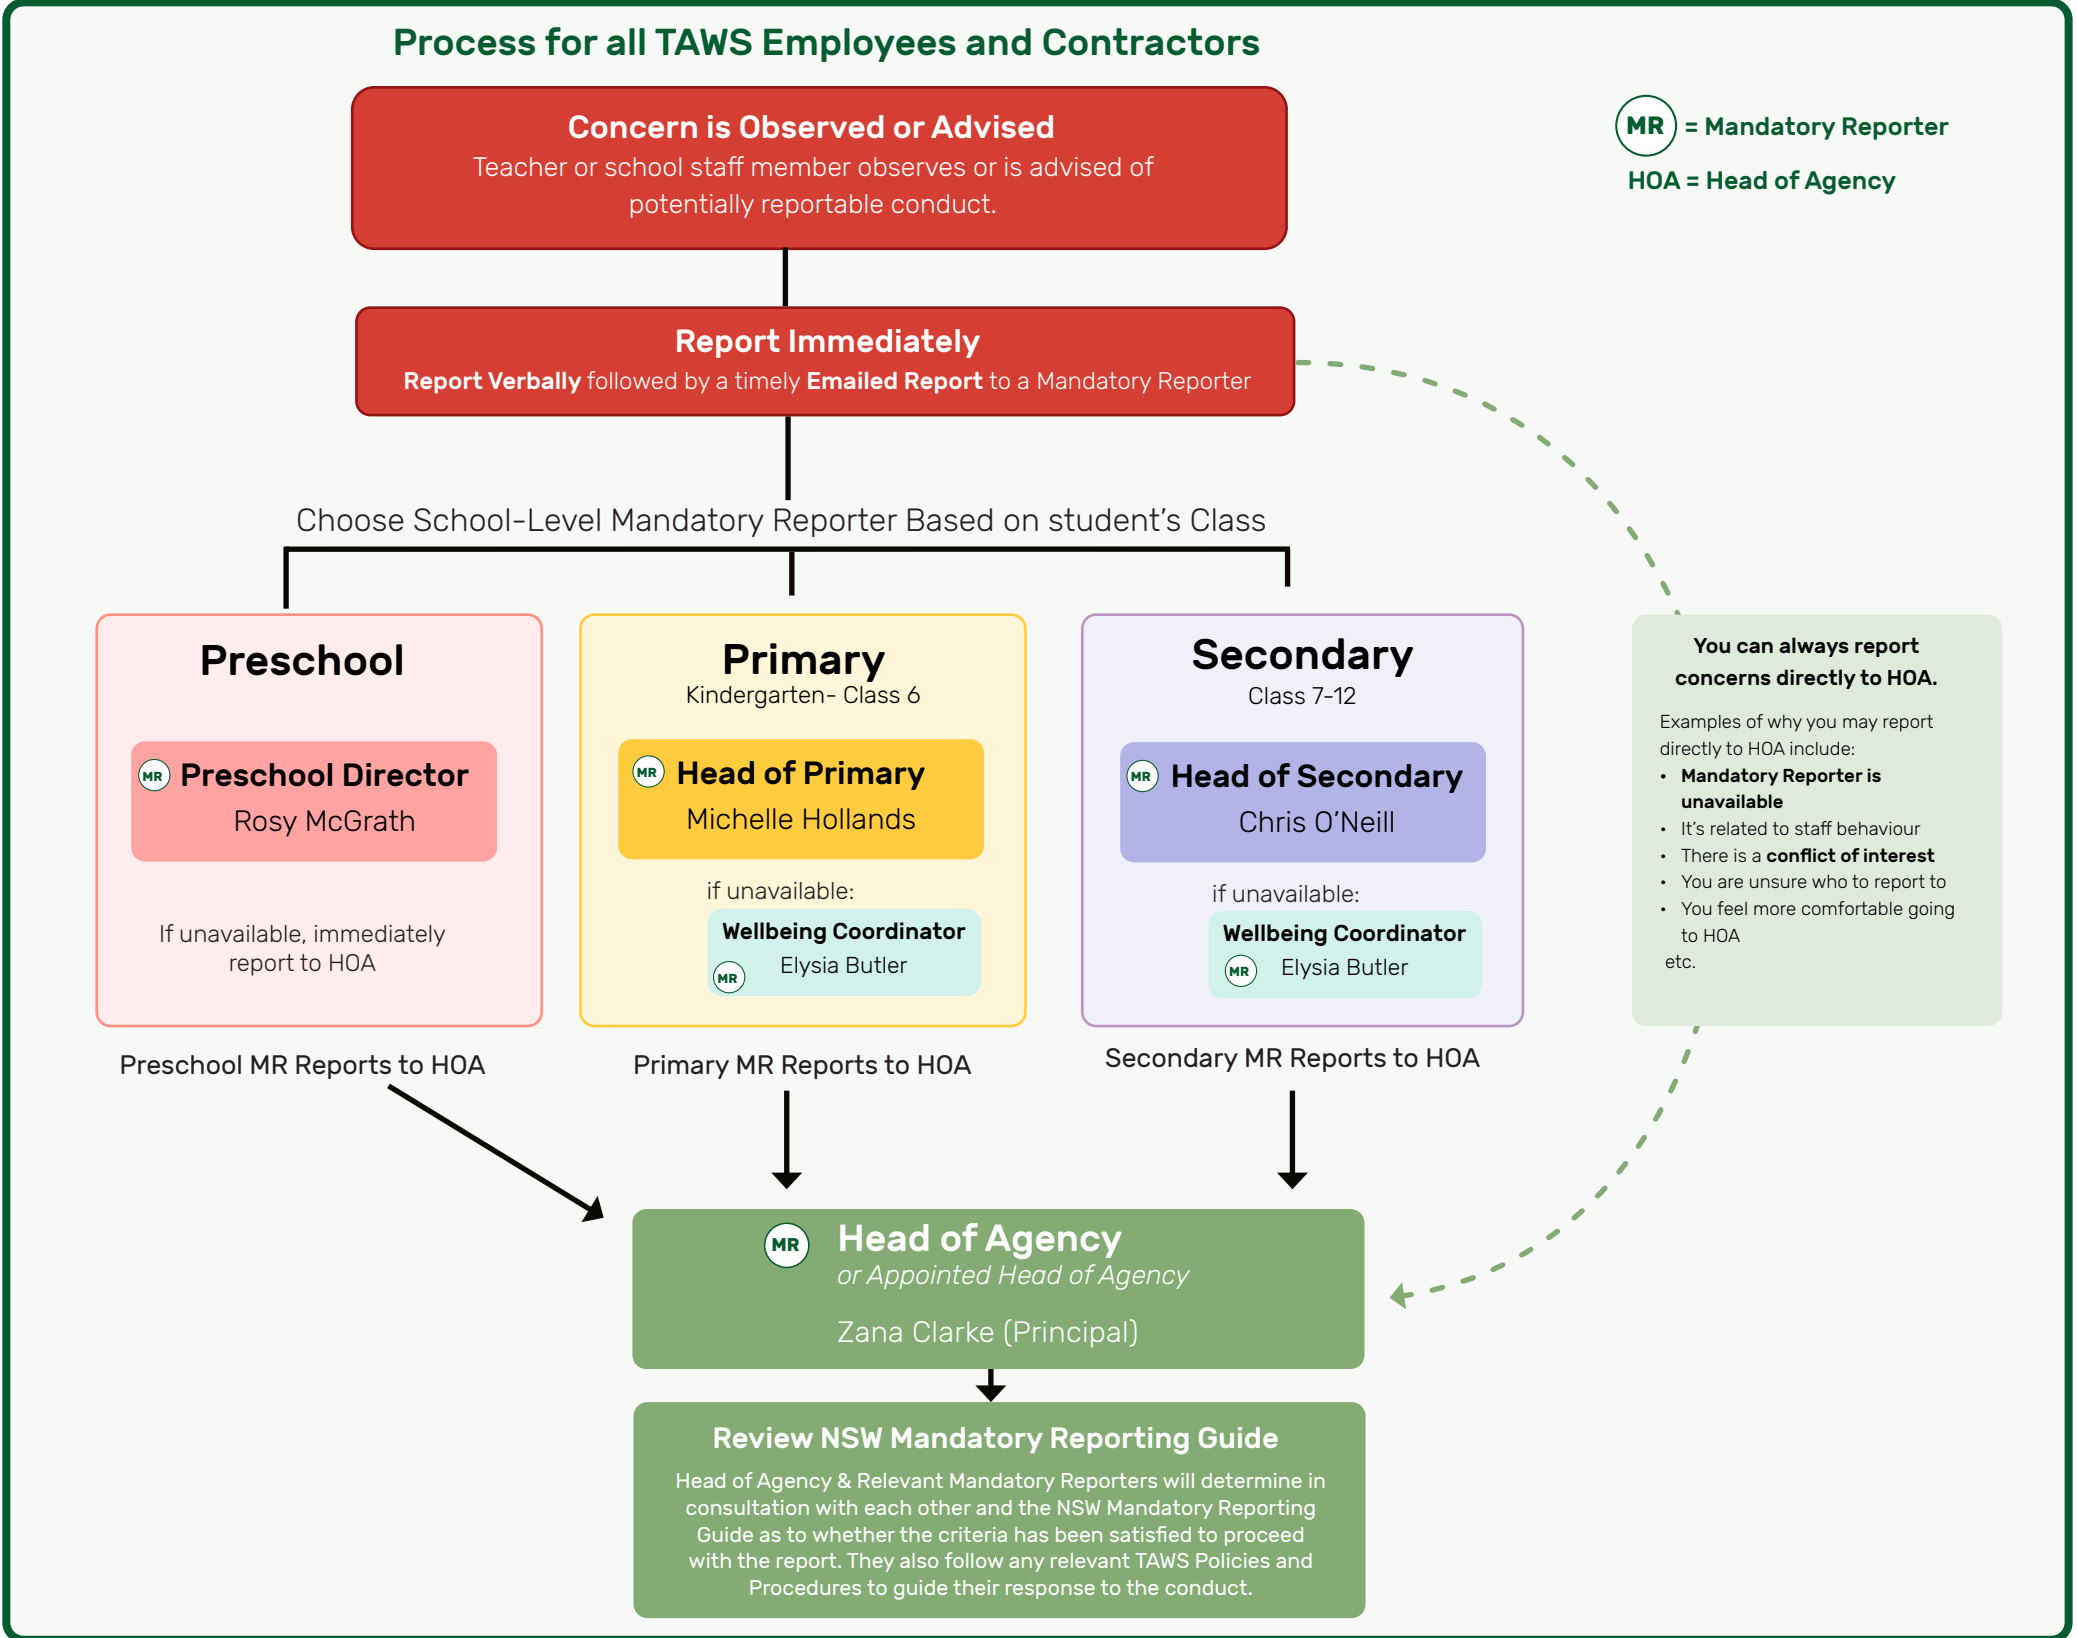 Process for all TAWS Employees and Contractors
MR = Mandatory Reporter
HOA = Head of Agency
Concern is Observed or Advised
Teacher or school staff member observes or is advised of
potentially reportable conduct.
Report Immediately
Report Verbally followed by a timely Emailed Report to a Mandatory Reporter
Choose School-Level Mandatory Reporter Based on student's Class
Preschool
MR Preschool Director
Rosy McGrath
If unavailable, immediately
report to HOA
Primary
Kindergarten- Class 6
MR Head of Primary
Michelle Hollands
if unavailable:
Wellbeing Coordinator
MR Elysia Butler
Secondary
Class 7-12
MR Head of Secondary
Chris O'Neill
if unavailable:
Wellbeing Coordinator
MR Elysia Butler
You can always report
concerns directly to HOA.
Examples of why you may report
directly to HOA include:
• Mandatory Reporter is
unavailable
• It's related to staff behaviour
• There is a conflict of interest
• You are unsure who to report to
• You feel more comfortable going
to HOA
etc.
Preschool MR Reports to HOA
Primary MR Reports to HOA
Secondary MR Reports to HOA
MR Head of Agency
or Appointed Head of Agency
Zana Clarke (Principal)
Review NSW Mandatory Reporting Guide
Head of Agency & Relevant Mandatory Reporters will determine in
consultation with each other and the NSW Mandatory Reporting
Guide as to whether the criteria has been satisfied to proceed
with the report. They also follow any relevant TAWS Policies and
Procedures to guide their response to the conduct.